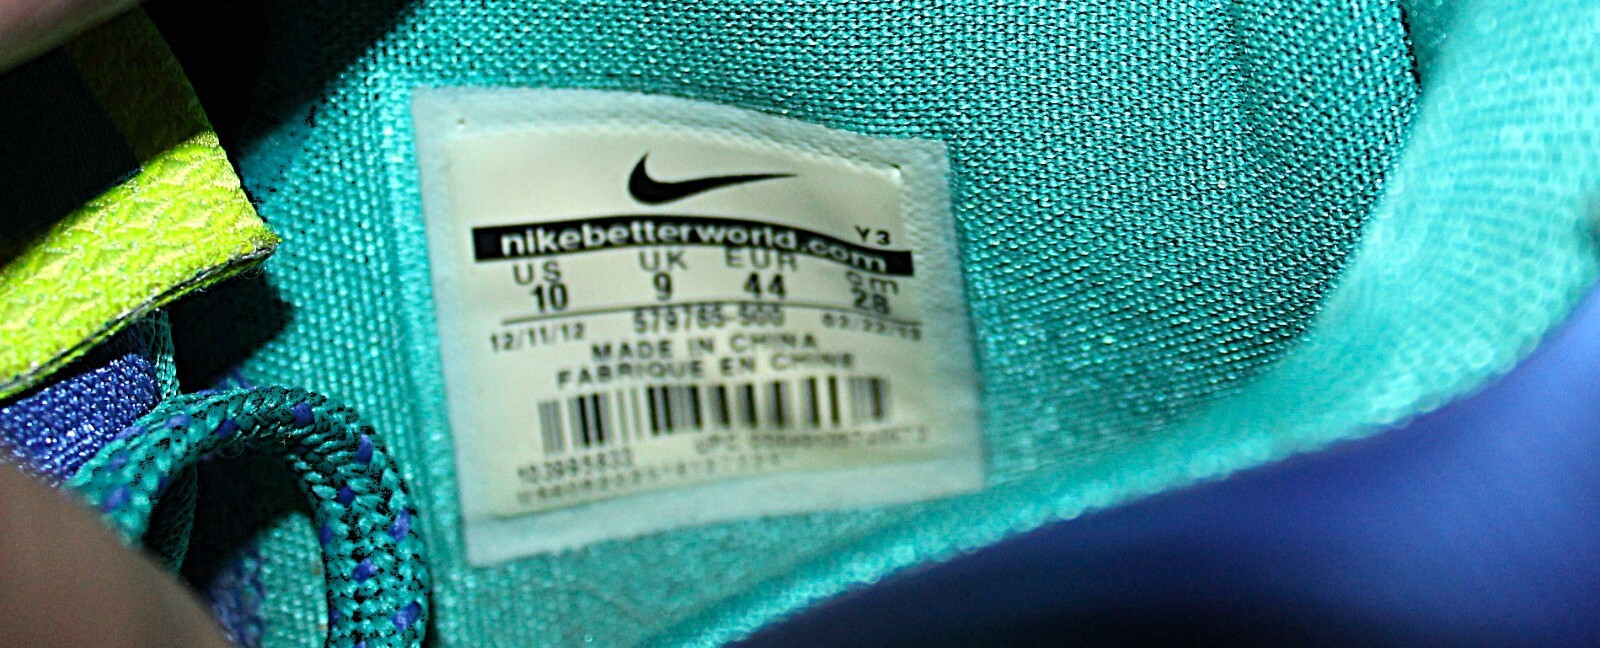 Y3
nikebetterworld.com
US UK EUR cm
10 9 44 28
12/11/12 579765-500
MADE IN CHINA
FABRIQUE EN CHINE
UPC